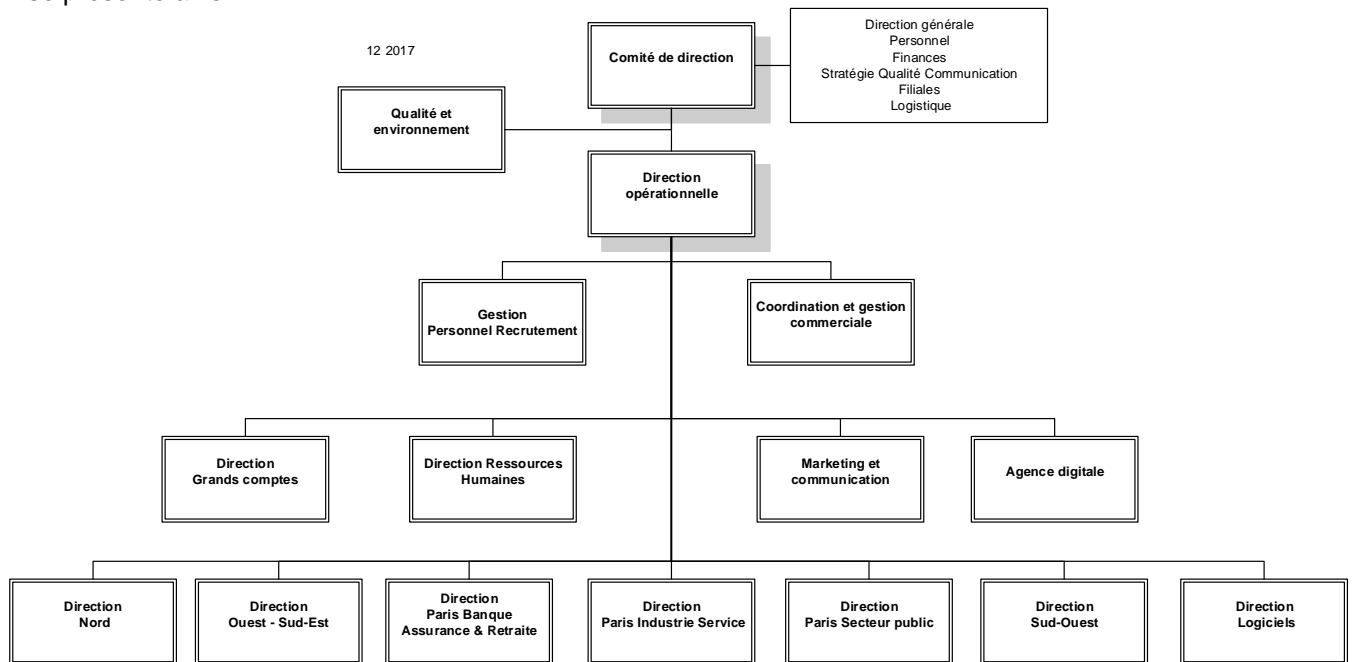 12 2017
Comité de direction
Direction générale
Personnel
Finances
Stratégie Qualité Communication
Filiales
Logistique
Qualité et
environnement
Direction
opérationnelle
Gestion
Personnel Recrutement
Coordination et gestion
commerciale
Direction
Grands comptes
Direction Ressources
Humaines
Marketing et
communication
Agence digitale
Direction
Nord
Direction
Ouest - Sud-Est
Direction
Paris Banque
Assurance & Retraite
Direction
Paris Industrie Service
Direction
Paris Secteur public
Direction
Sud-Ouest
Direction
Logiciels